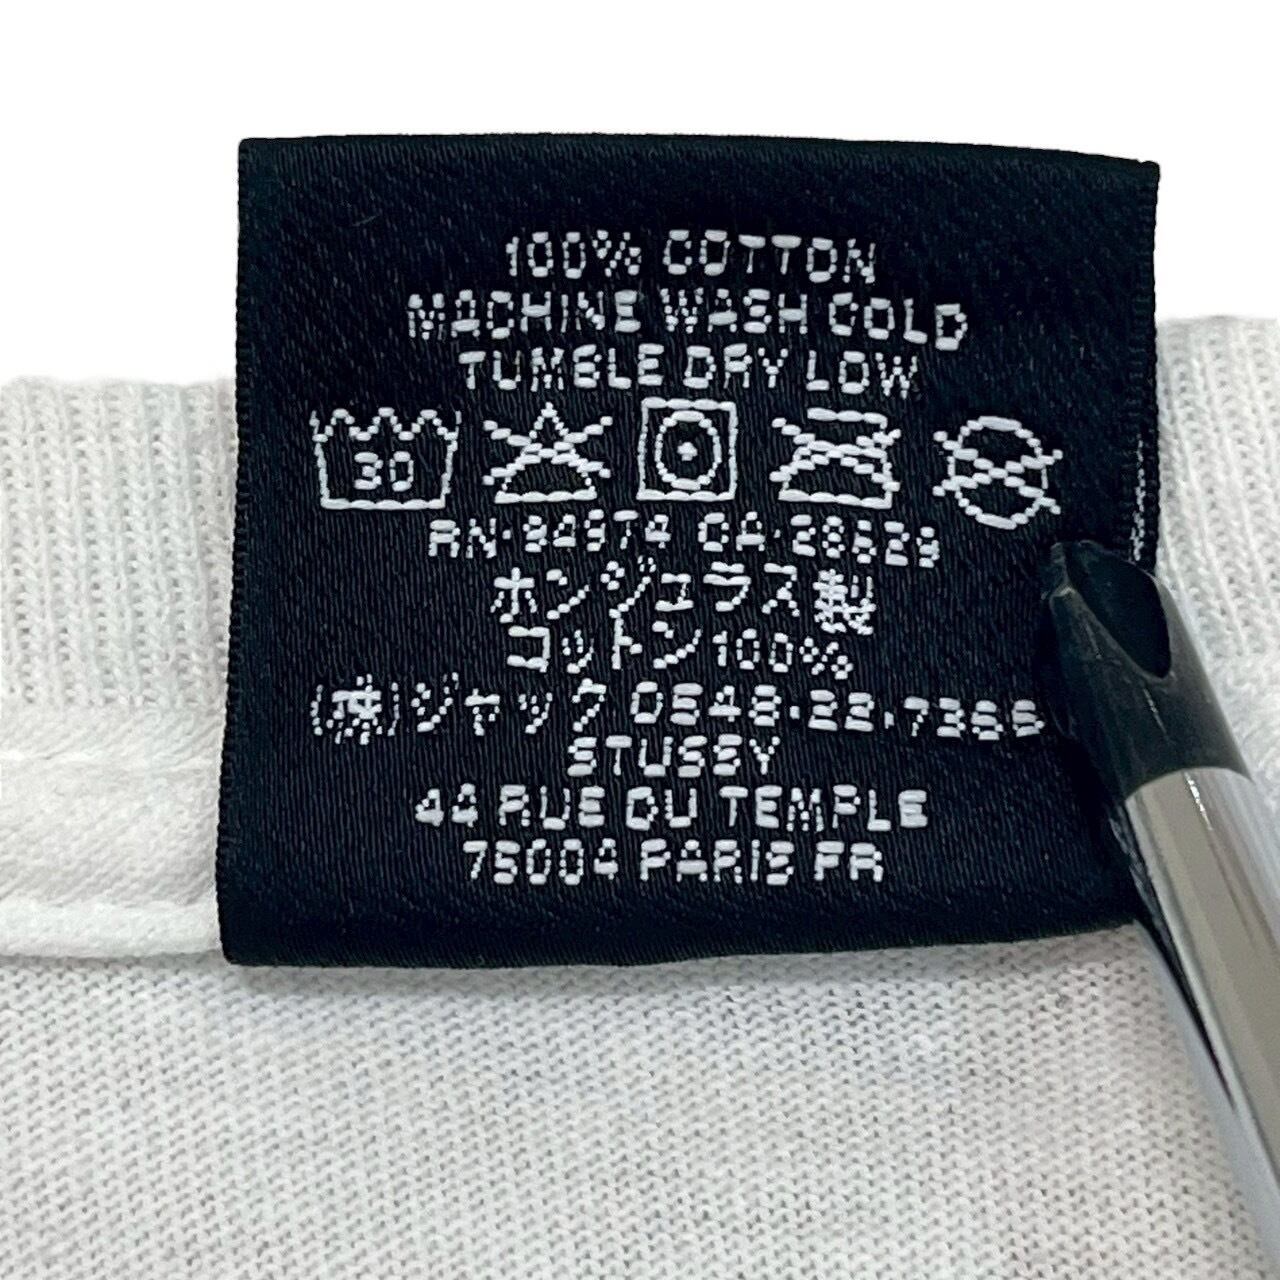 100% COTTON
MACHINE WASH COLD
TUMBLE DRY LOW
30
RN·94974 CA·28629
ホンジュラス製
コットン100%
(株)ジャック 0548·22·7355
STUSSY
44 RUE DU TEMPLE
75004 PARIS FR